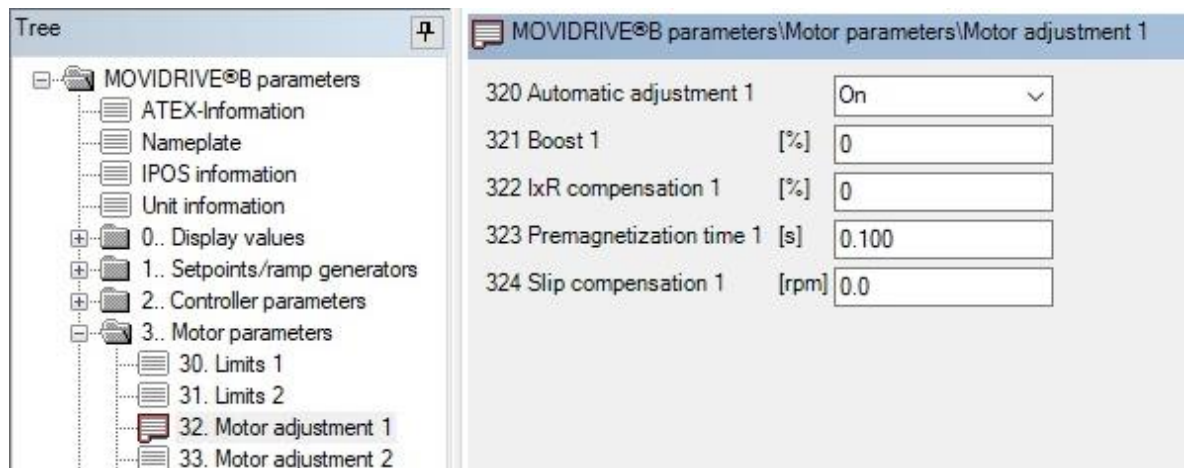 Tree
MOVIDRIVE®B parameters
ATEX-Information
Nameplate
IPOS information
Unit information
0.. Display values
1.. Setpoints/ramp generators
2.. Controller parameters
3.. Motor parameters
30. Limits 1
31. Limits 2
32. Motor adjustment 1
33. Motor adjustment 2
MOVIDRIVE®B parameters\Motor parameters\Motor adjustment 1
320 Automatic adjustment 1 On
321 Boost 1 [%] 0
322 IxR compensation 1 [%] 0
323 Premagnetization time 1 [s] 0.100
324 Slip compensation 1 [rpm] 0.0